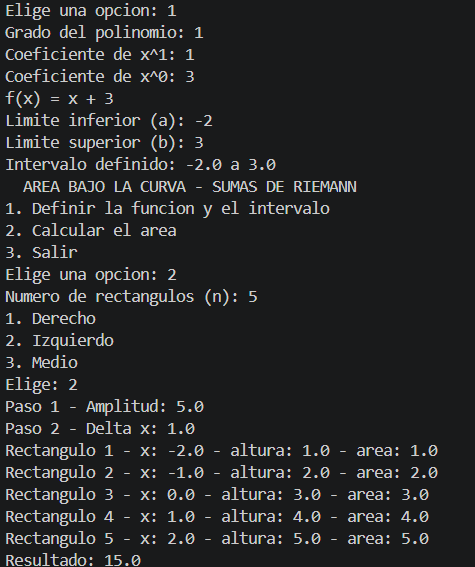 Elige una opcion: 1
Grado del polinomio: 1
Coeficiente de x^1: 1
Coeficiente de x^0: 3
f(x) = x + 3
Limite inferior (a): -2
Limite superior (b): 3
Intervalo definido: -2.0 a 3.0
  AREA BAJO LA CURVA - SUMAS DE RIEMANN
1. Definir la funcion y el intervalo
2. Calcular el area
3. Salir
Elige una opcion: 2
Numero de rectangulos (n): 5
1. Derecho
2. Izquierdo
3. Medio
Elige: 2
Paso 1 - Amplitud: 5.0
Paso 2 - Delta x: 1.0
Rectangulo 1 - x: -2.0 - altura: 1.0 - area: 1.0
Rectangulo 2 - x: -1.0 - altura: 2.0 - area: 2.0
Rectangulo 3 - x: 0.0 - altura: 3.0 - area: 3.0
Rectangulo 4 - x: 1.0 - altura: 4.0 - area: 4.0
Rectangulo 5 - x: 2.0 - altura: 5.0 - area: 5.0
Resultado: 15.0